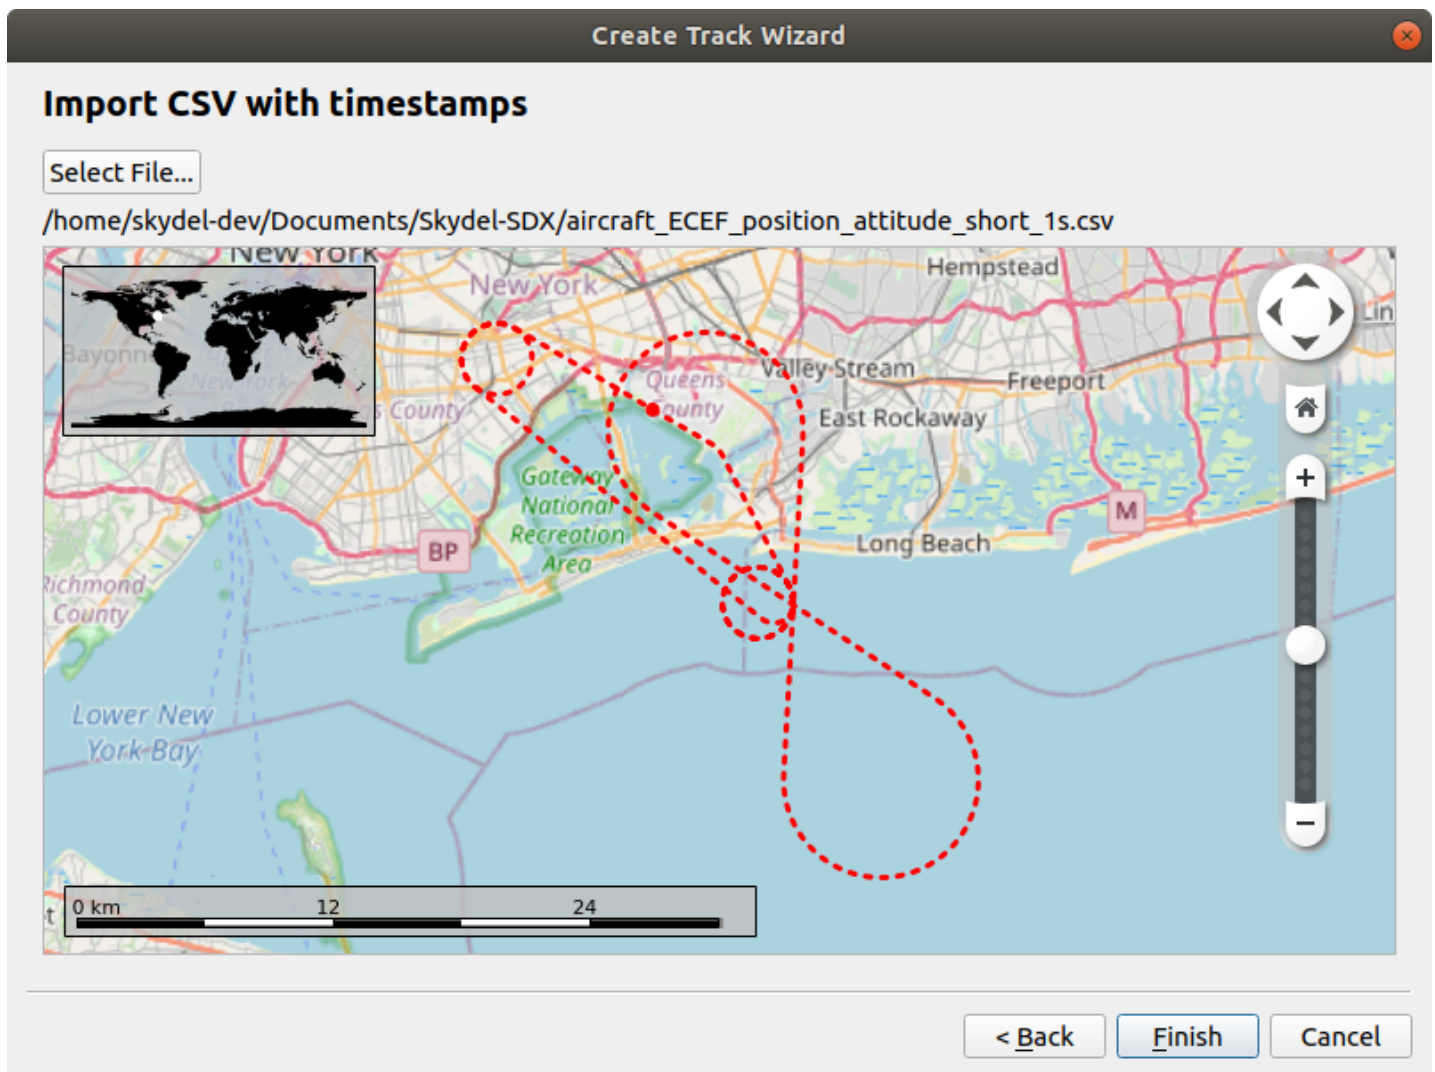 Create Track Wizard
Import CSV with timestamps
Select File...
/home/skydel-dev/Documents/Skydel-SDX/aircraft_ECEF_position_attitude_short_1s.csv
New York
Hempstead
New York
Lin
Bayonne
Valley Stream
Queens
County
Freeport
s County
East Rockaway
Gateway
National
Recreation
Area
M
BP
Long Beach
Richmond
County
Lower New
York Bay
0 km 12 24
t
< Back Finish Cancel